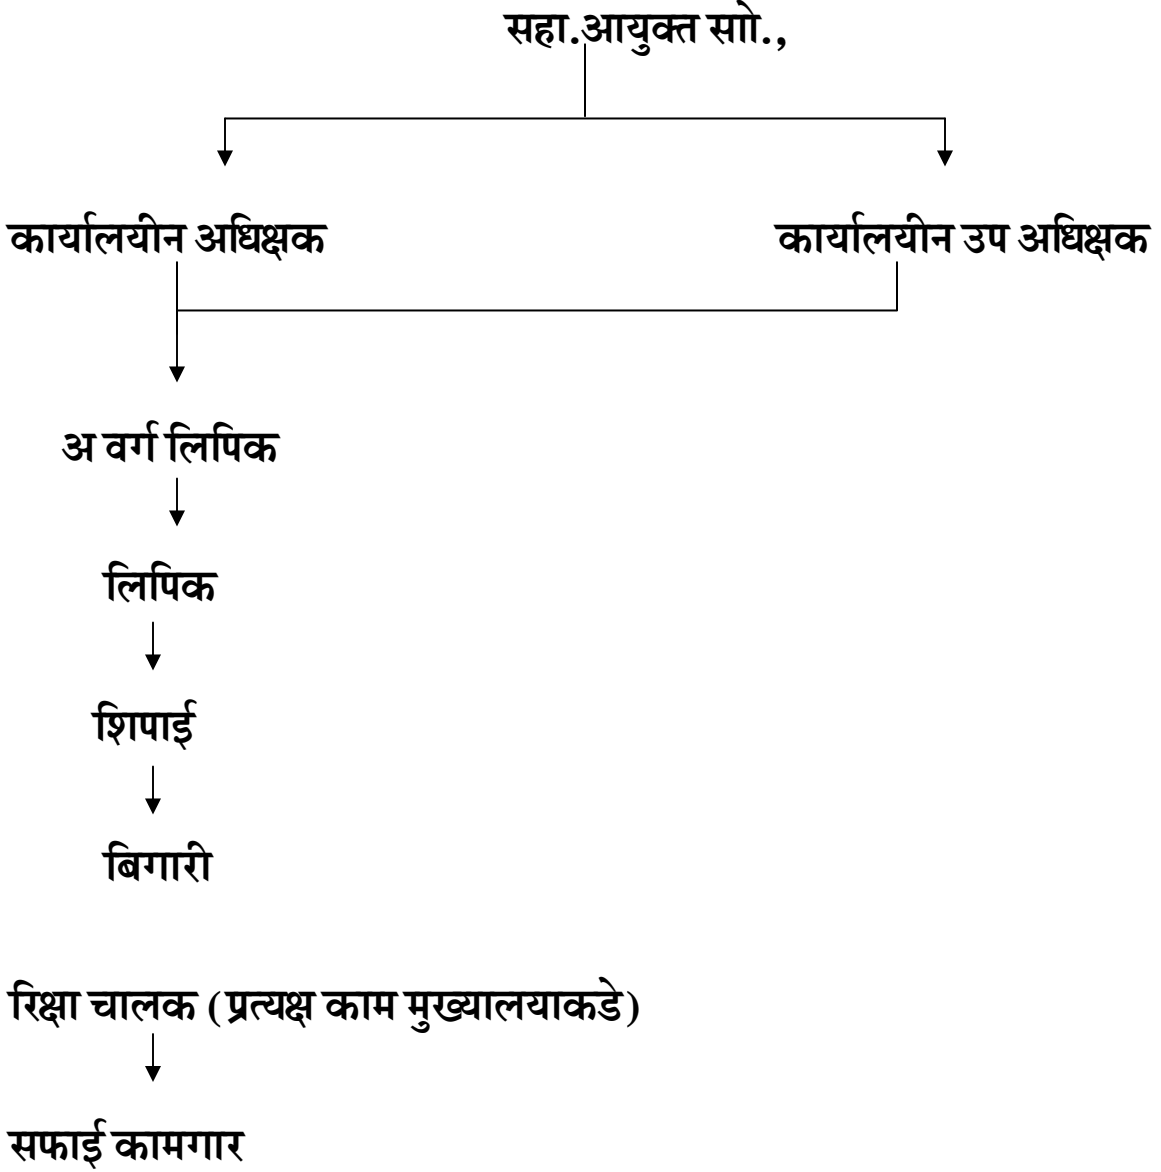 सहा.आयुक्त साो.,
कार्यालयीन अधिक्षक
कार्यालयीन उप अधिक्षक
अ वर्ग लिपिक
लिपिक
शिपाई
बिगारी
रिक्षा चालक (प्रत्यक्ष काम मुख्यालयाकडे)
सफाई कामगार